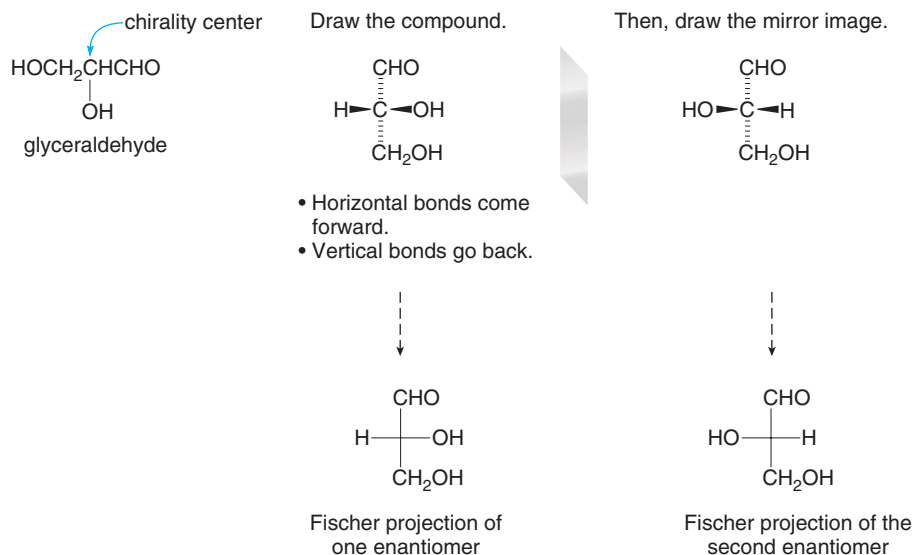 chirality center
HOCH2CHCHO
OH
glyceraldehyde
Draw the compound.
CHO
H C OH
CH2OH
• Horizontal bonds come
forward.
• Vertical bonds go back.
Then, draw the mirror image.
CHO
HO C H
CH2OH
CHO
H OH
CH2OH
Fischer projection of
one enantiomer
CHO
HO H
CH2OH
Fischer projection of the
second enantiomer